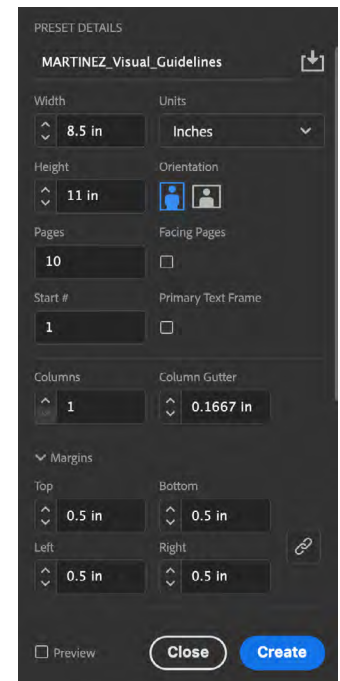 PRESET DETAILS
MARTINEZ_Visual_Guidelines
Width Units
8.5 in Inches
Height Orientation
11 in
Pages Facing Pages
10
Start # Primary Text Frame
1
Columns Column Gutter
1 0.1667 in
Margins
Top Bottom
0.5 in 0.5 in
Left Right
0.5 in 0.5 in
Preview Close Create